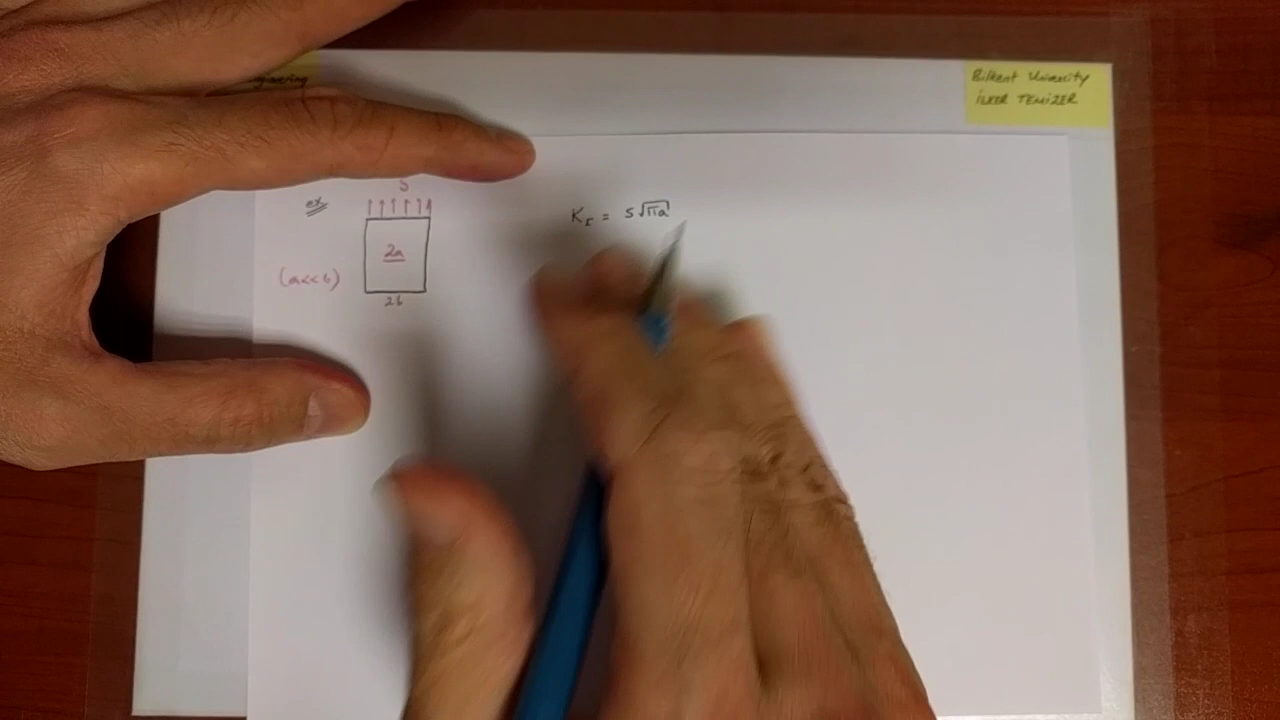 Bilkent University
İLKER TEMİZER
S
ex
K_I = S√πa
2a
(a<<b)
2b